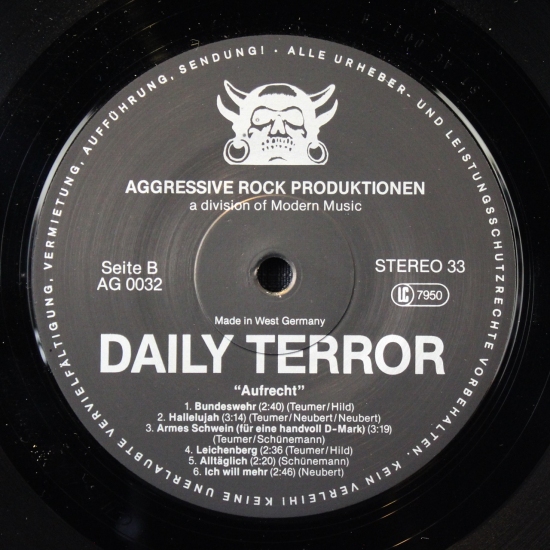 KEINE UNERLAUBTE VERVIELFÄLTIGUNG, VERMIETUNG, AUFFÜHRUNG, SENDUNG! · ALLE URHEBER- UND LEISTUNGSSCHUTZRECHTE VORBEHALTEN. KEIN VERLEIH!
AGGRESSIVE ROCK PRODUKTIONEN
a division of Modern Music
Seite B
AG 0032
STEREO 33
LC 7950
Made in West Germany
DAILY TERROR
“Aufrecht”
1. Bundeswehr (2:40) (Teumer/Hild)
2. Hallelujah (3:14) (Teumer/Neubert/Neubert)
3. Armes Schwein (für eine handvoll D-Mark) (3:19)
(Teumer/Schünemann)
4. Leichenberg (2:36 (Teumer/Hild)
5. Alltäglich (2:20) (Schünemann)
6. Ich will mehr (2:46) (Neubert)